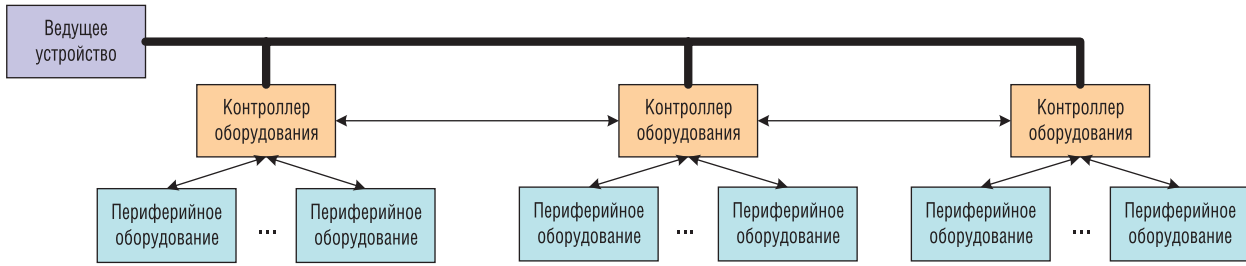 Ведущее
устройство
Контроллер
оборудования
Контроллер
оборудования
Контроллер
оборудования
Периферийное
оборудование
...
Периферийное
оборудование
Периферийное
оборудование
...
Периферийное
оборудование
Периферийное
оборудование
...
Периферийное
оборудование